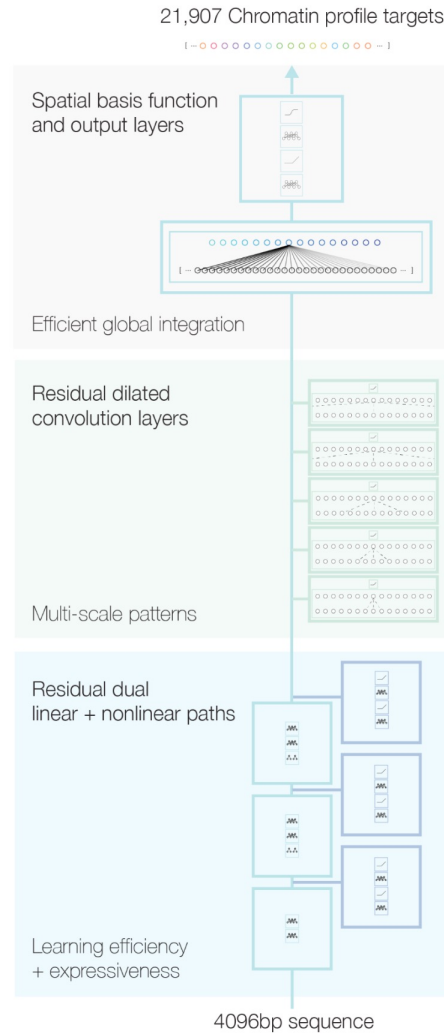 21,907 Chromatin profile targets
[ ... ... ]
Spatial basis function
and output layers
[ ... ... ]
Efficient global integration
Residual dilated
convolution layers
Multi-scale patterns
Residual dual
linear + nonlinear paths
Learning efficiency
+ expressiveness
4096bp sequence